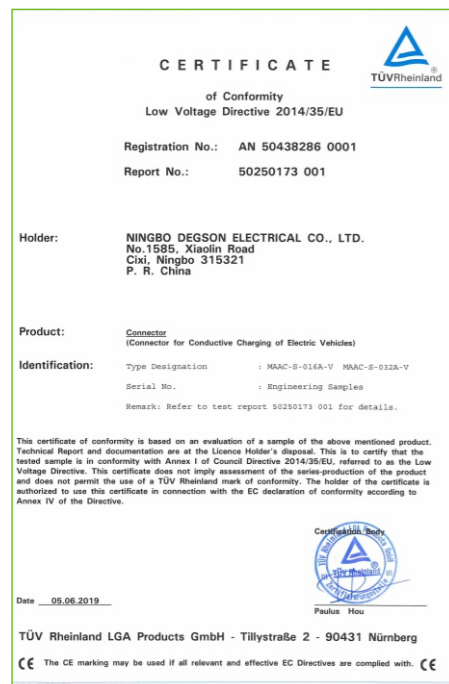 CERTIFICATE
TÜVRheinland®
of Conformity
Low Voltage Directive 2014/35/EU
Registration No.: AN 50438286 0001
Report No.: 50250173 001
Holder: NINGBO DEGSON ELECTRICAL CO., LTD.
No.1585, Xiaolin Road
Cixi, Ningbo 315321
P. R. China
Product: Connector
(Connector for Conductive Charging of Electric Vehicles)
Identification: Type Designation : MAAC-S-016A-V MAAC-S-032A-V
Serial No. : Engineering Samples
Remark: Refer to test report 50250173 001 for details.
This certificate of conformity is based on an evaluation of a sample of the above mentioned product.
Technical Report and documentation are at the Licence Holder's disposal. This is to certify that the
tested sample is in conformity with Annex I of Council Directive 2014/35/EU, referred to as the Low
Voltage Directive. This certificate does not imply assessment of the series-production of the product
and does not permit the use of a TÜV Rheinland mark of conformity. The holder of the certificate is
authorized to use this certificate in connection with the EC declaration of conformity according to
Annex IV of the Directive.
Certification Body
TÜV Rheinland LGA Products GmbH
TÜV Rheinland
Zertifizierungsstelle
Date 05.06.2019
Paulus Hou
TÜV Rheinland LGA Products GmbH - Tillystraße 2 - 90431 Nürnberg
CE The CE marking may be used if all relevant and effective EC Directives are complied with. CE